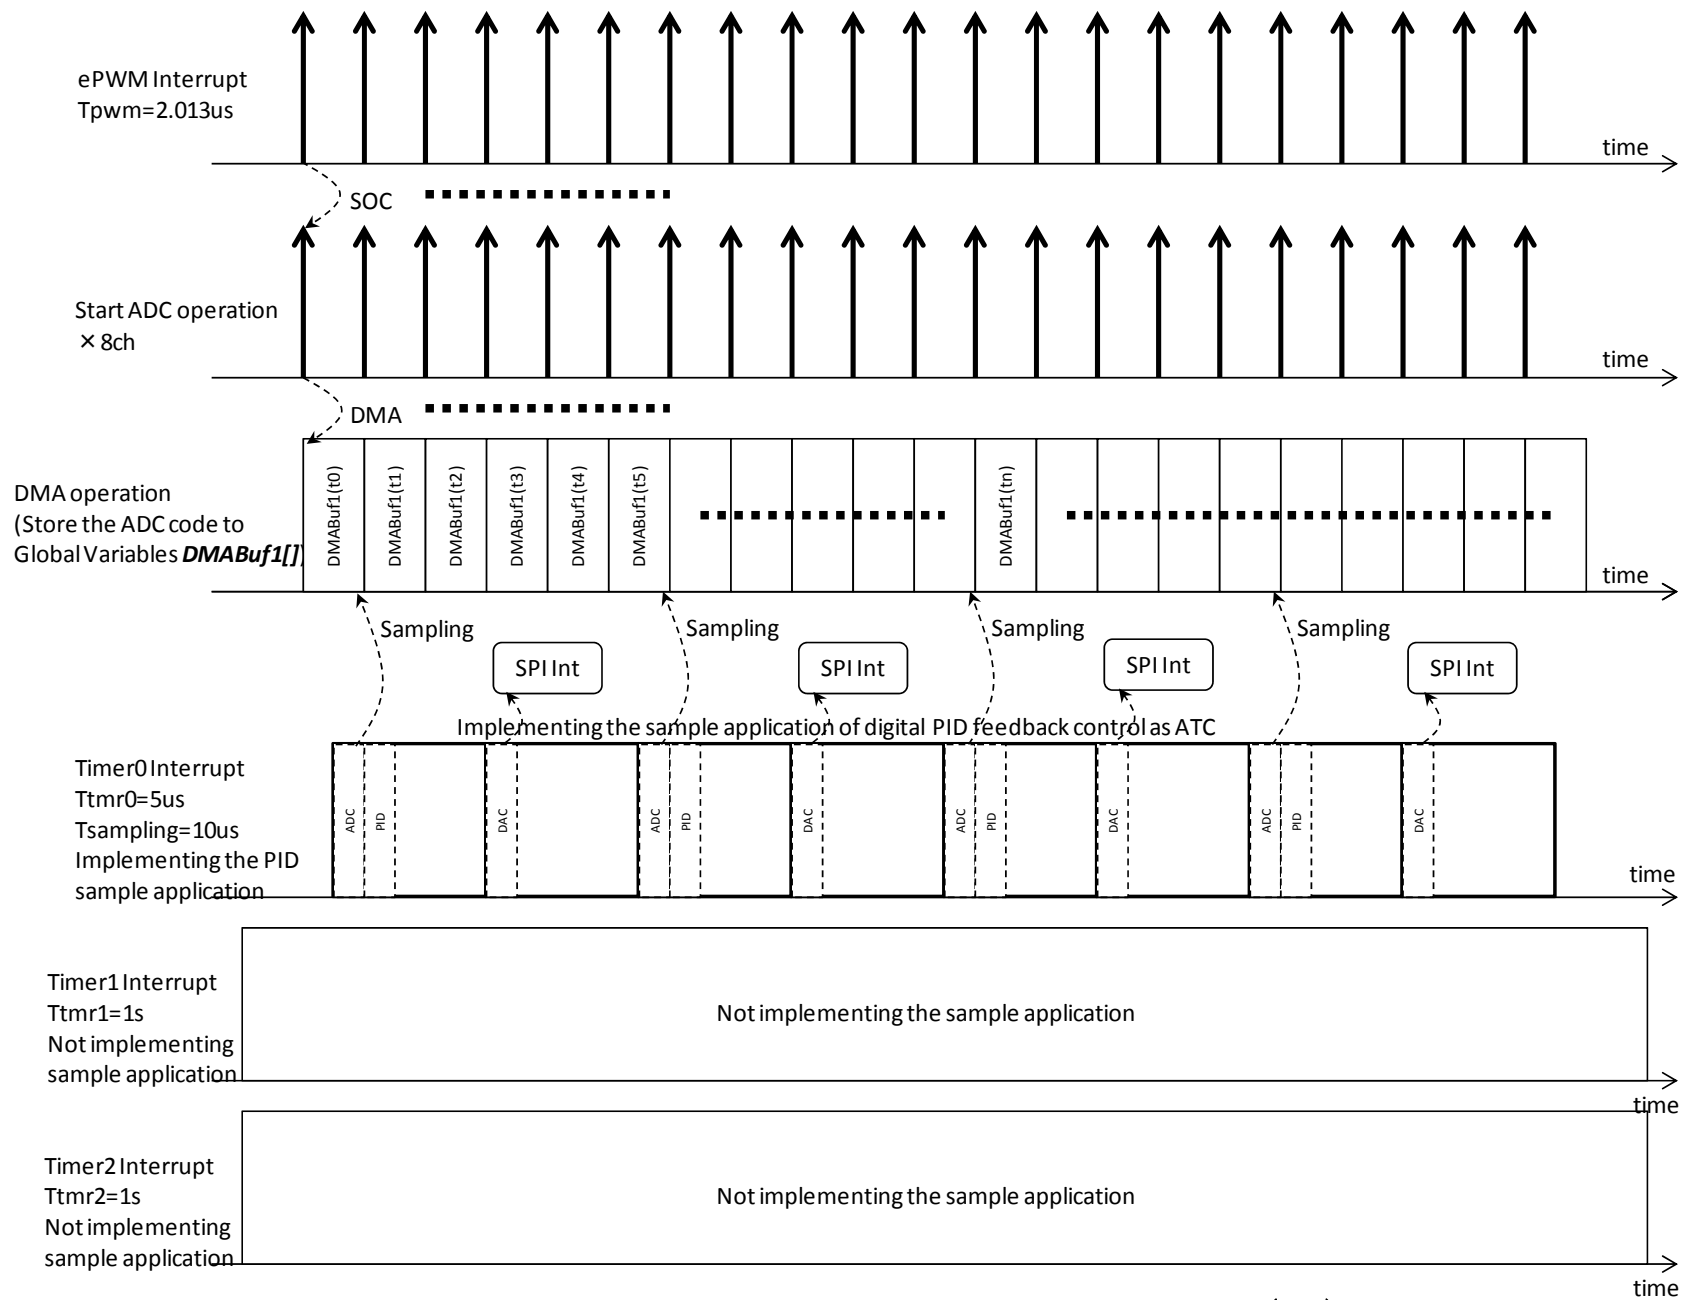 ePWM Interrupt
Tpwm=2.013us
time
SOC
Start ADC operation
×8ch
time
DMA
DMA operation
(Store the ADC code to
Global Variables DMABuf1[])
DMABuf1(t0)
DMABuf1(t1)
DMABuf1(t2)
DMABuf1(t3)
DMABuf1(t4)
DMABuf1(t5)
DMABuf1(tn)
time
Sampling
Sampling
Sampling
Sampling
SPI Int
SPI Int
SPI Int
SPI Int
Implementing the sample application of digital PID feedback control as ATC
Timer0 Interrupt
Ttmr0=5us
Tsampling=10us
Implementing the PID
sample application
ADC
PID
DAC
ADC
PID
DAC
ADC
PID
DAC
ADC
PID
DAC
time
Timer1 Interrupt
Ttmr1=1s
Not implementing
sample application
Not implementing the sample application
time
Timer2 Interrupt
Ttmr2=1s
Not implementing
sample application
Not implementing the sample application
time